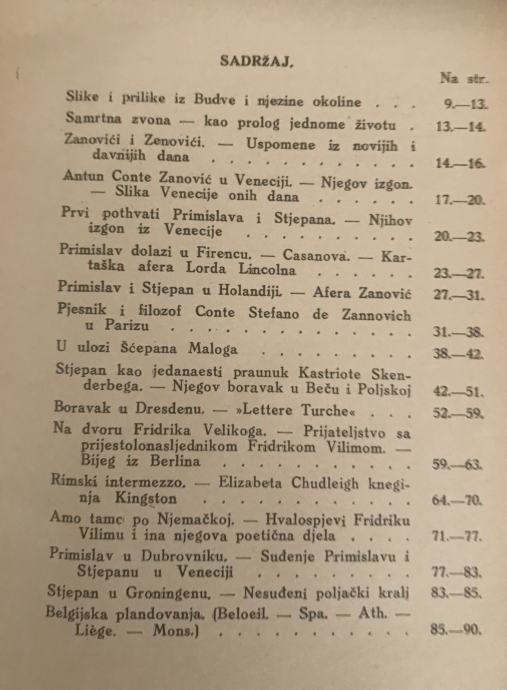 SADRŽAJ.
Na str.
Slike i prilike iz Budve i njezine okoline . . . 9.—13.
Samrtna zvona — kao prolog jednome životu . 13.—14.
Zanovići i Zenovići. — Uspomene iz novijih i
davnijih dana . . . . . . . . . . . 14.—16.
Antun Conte Zanović u Veneciji. — Njegov izgon.
— Slika Venecije onih dana . . . . . . 17.—20.
Prvi pothvati Primislava i Stjepana. — Njihov
izgon iz Venecije . . . . . . . . . . 20.—23.
Primislav dolazi u Firencu. — Casanova. — Kar-
taška afera Lorda Lincolna . . . . . . 23.—27.
Primislav i Stjepan u Holandiji. — Afera Zanović 27.—31.
Pjesnik i filozof Conte Stefano de Zannovich
u Parizu . . . . . . . . . . . . . 31.—38.
U ulozi Šćepana Maloga . . . . . . . . 38.—42.
Stjepan kao jedanaesti praunuk Kastriote Sken-
derbega. — Njegov boravak u Beču i Poljskoj 42.—51.
Boravak u Dresdenu. — »Lettere Turche« . . . 52.—59.
Na dvoru Fridrika Velikoga. — Prijateljstvo sa
prijestolonasljednikom Fridrikom Vilimom. —
Bijeg iz Berlina . . . . . . . . . . 59.—63.
Rimski intermezzo. — Elizabeta Chudleigh knegi-
nja Kingston . . . . . . . . . . . 64.—70.
Amo tamo po Njemačkoj. — Hvalospjevi Fridriku
Vilimu i ina njegova poetična djela . . . . 71.—77.
Primislav u Dubrovniku. — Suđenje Primislavu i
Stjepanu u Veneciji . . . . . . . . . 77.—83.
Stjepan u Groningenu. — Nesuđeni poljački kralj 83.—85.
Belgijska plandovanja. (Beloeil. — Spa. — Ath. —
Liège. — Mons.) . . . . . . . . . . . 85.—90.